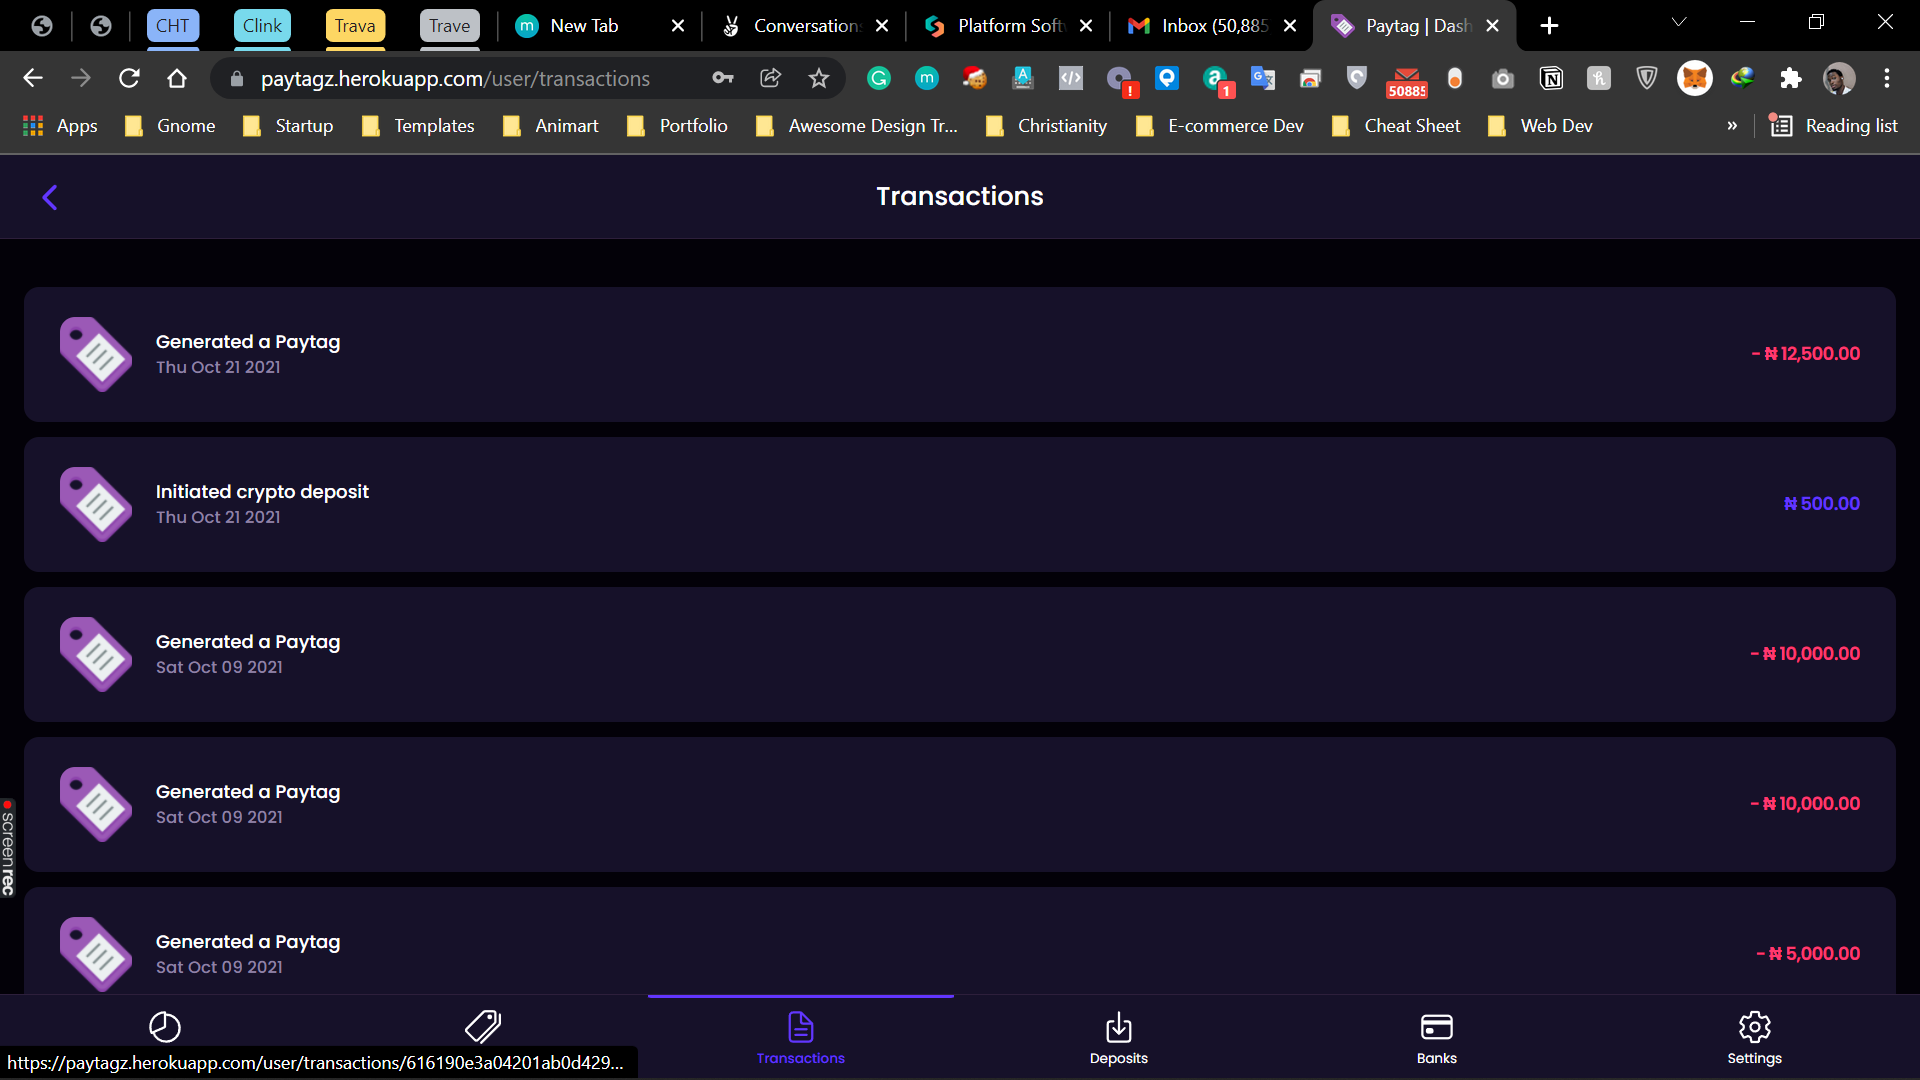 CHT
Clink
Trava
Trave
New Tab
Conversations
Platform Softw
Inbox (50,885
Paytag | Dash
paytagz.herokuapp.com/user/transactions
50885
1
Apps
Gnome
Startup
Templates
Animart
Portfolio
Awesome Design Tr...
Christianity
E-commerce Dev
Cheat Sheet
Web Dev
»
Reading list
Transactions
Generated a Paytag
Thu Oct 21 2021
- ₦ 12,500.00
Initiated crypto deposit
Thu Oct 21 2021
₦ 500.00
Generated a Paytag
Sat Oct 09 2021
- ₦ 10,000.00
Generated a Paytag
Sat Oct 09 2021
- ₦ 10,000.00
Generated a Paytag
Sat Oct 09 2021
- ₦ 5,000.00
screenrec
Transactions
Deposits
Banks
Settings
https://paytagz.herokuapp.com/user/transactions/616190e3a04201ab0d429...